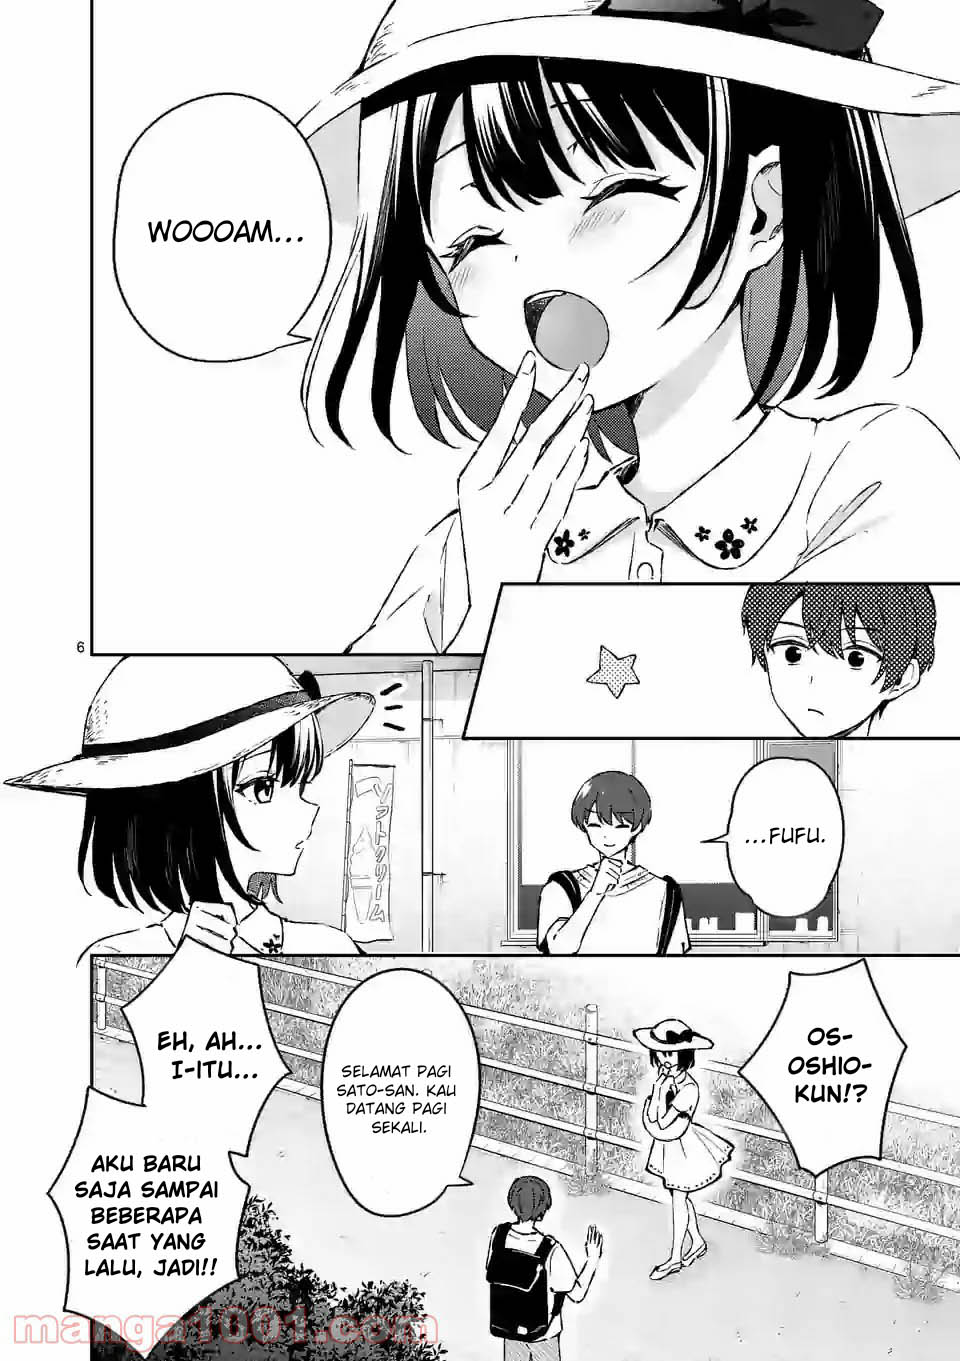 WOOOAM...
6
...FUFU.
ソフトクリーム
OS-
OSHIO-
KUN!?
SELAMAT PAGI
SATO-SAN. KAU
DATANG PAGI
SEKALI.
EH, AH...
I-ITU...
AKU BARU
SAJA SAMPAI
BEBERAPA
SAAT YANG
LALU, JADI!!
manga1001.com